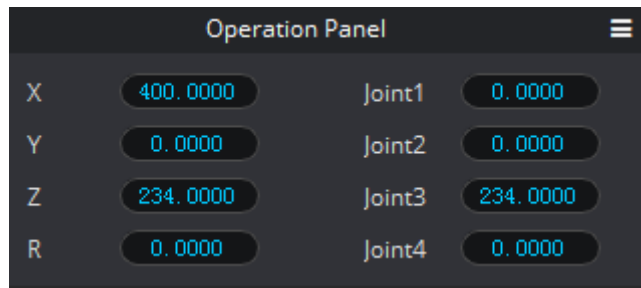 Operation Panel
X 400.0000 Joint1 0.0000
Y 0.0000 Joint2 0.0000
Z 234.0000 Joint3 234.0000
R 0.0000 Joint4 0.0000